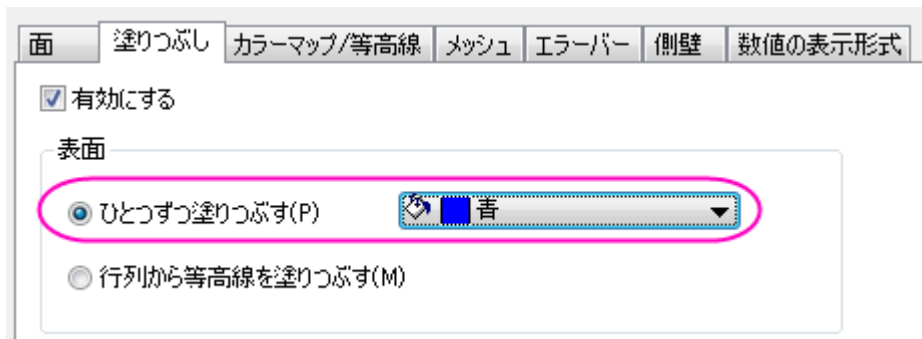 面 塗りつぶし カラーマップ/等高線 メッシュ エラーバー 側壁 数値の表示形式
有効にする
表面
ひとつずつ塗りつぶす(P) 青
行列から等高線を塗りつぶす(M)